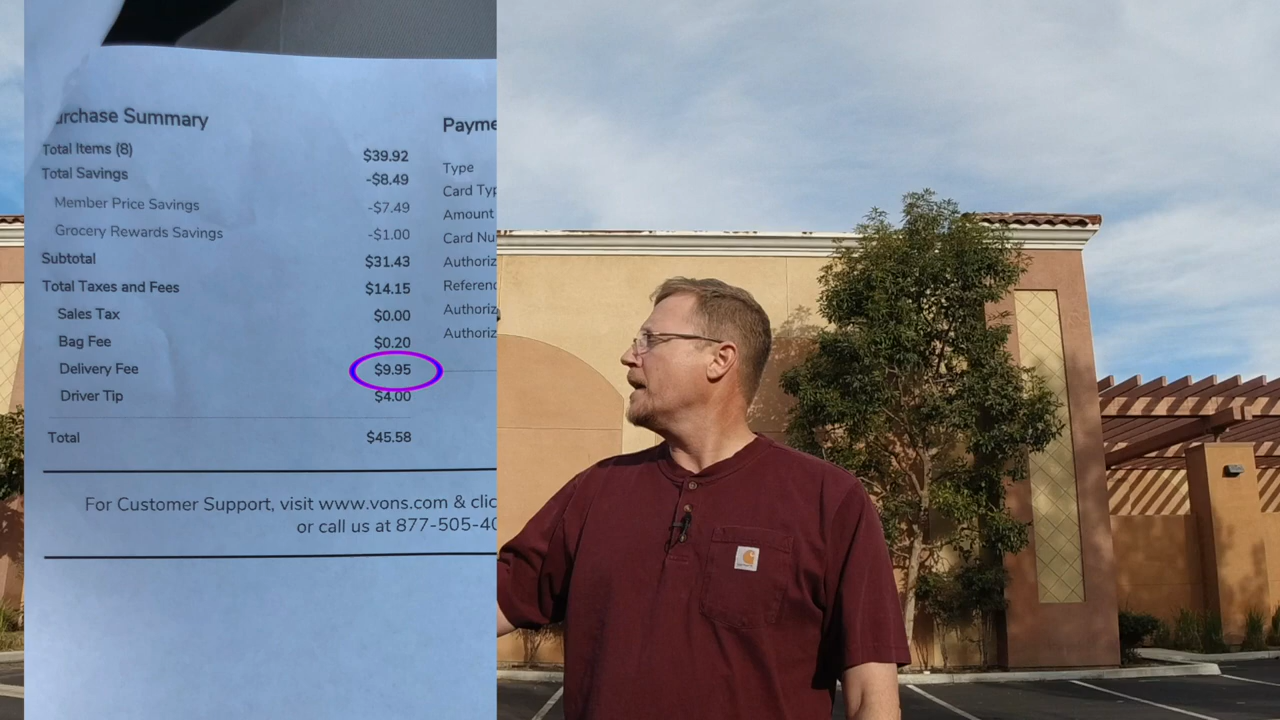 Purchase Summary
Total Items (8) $39.92
Total Savings -$8.49
Member Price Savings -$7.49
Grocery Rewards Savings -$1.00
Subtotal $31.43
Total Taxes and Fees $14.15
Sales Tax $0.00
Bag Fee $0.20
Delivery Fee $9.95
Driver Tip $4.00
Total $45.58
Payme
Type
Card Typ
Amount
Card Nu
Authoriz
Referenc
Authoriz
Authoriz
For Customer Support, visit www.vons.com & clic
or call us at 877-505-40